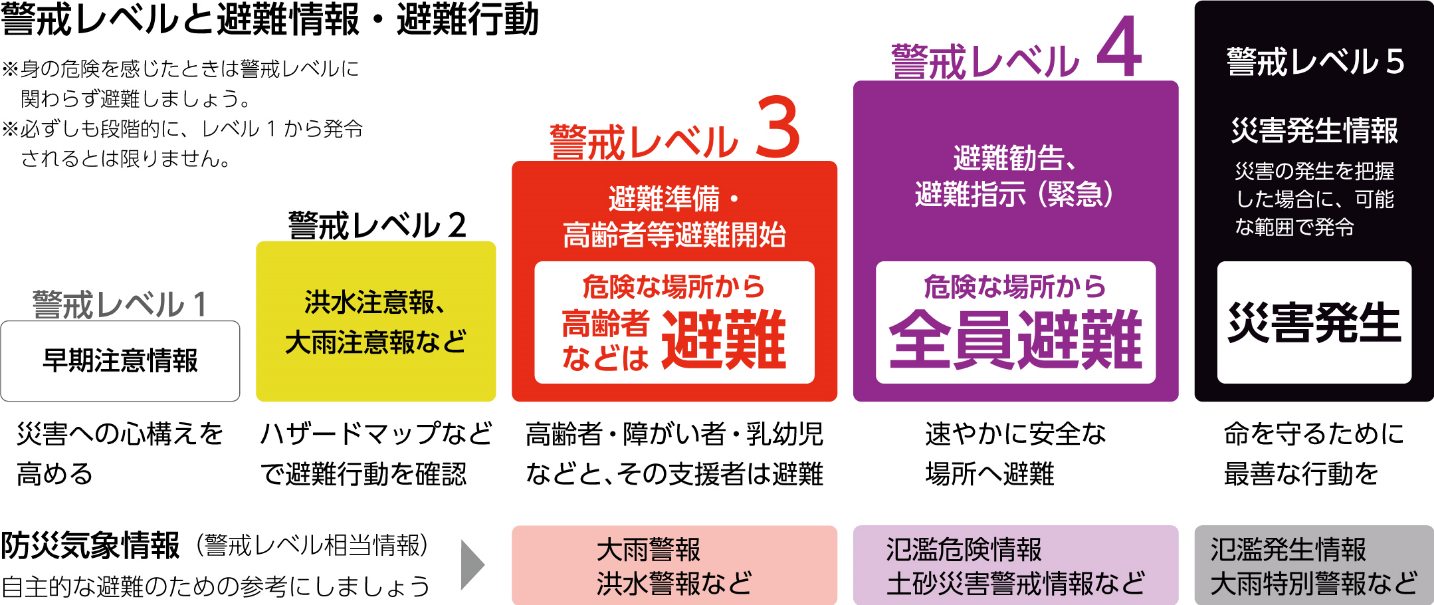 警戒レベルと避難情報・避難行動
※身の危険を感じたときは警戒レベルに
関わらず避難しましょう。
※必ずしも段階的に、レベル1から発令
されるとは限りません。
警戒レベル1
早期注意情報
災害への心構えを
高める
警戒レベル2
洪水注意報、
大雨注意報など
ハザードマップなど
で避難行動を確認
警戒レベル3
避難準備・
高齢者等避難開始
危険な場所から
高齢者
などは 避難
高齢者・障がい者・乳幼児
などと、その支援者は避難
警戒レベル4
避難勧告、
避難指示(緊急)
危険な場所から
全員避難
速やかに安全な
場所へ避難
警戒レベル5
災害発生情報
災害の発生を把握
した場合に、可能
な範囲で発令
災害発生
命を守るために
最善な行動を
防災気象情報(警戒レベル相当情報)
自主的な避難のための参考にしましょう
大雨警報
洪水警報など
氾濫危険情報
土砂災害警戒情報など
氾濫発生情報
大雨特別警報など